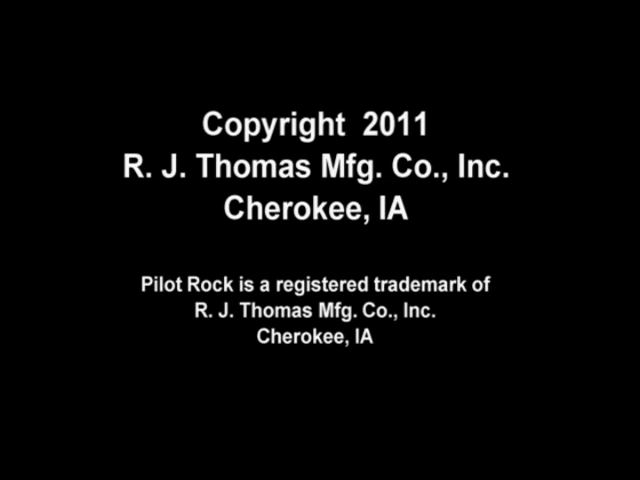 Copyright  2011
R. J. Thomas Mfg. Co., Inc.
Cherokee, IA
Pilot Rock is a registered trademark of
R. J. Thomas Mfg. Co., Inc.
Cherokee, IA